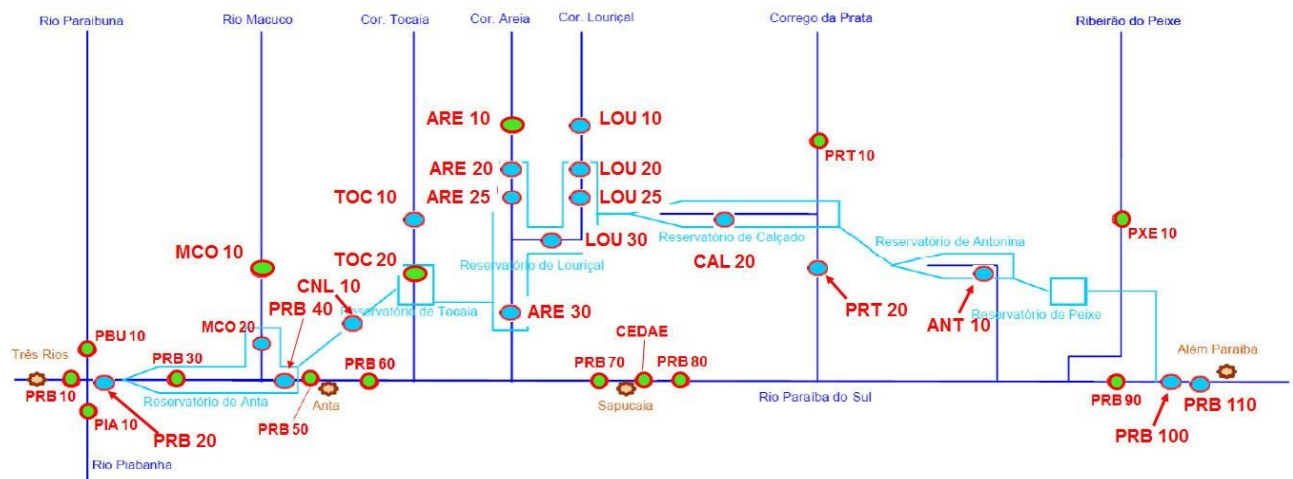 Rio Paraibuna
Rio Macuco
Cor. Tocaia
Cor. Areia
Cor. Louriçal
Corrego da Prata
Ribeirão do Peixe
ARE 10
LOU 10
PRT 10
ARE 20
LOU 20
ARE 25
LOU 25
TOC 10
PXE 10
LOU 30
Reservatório de Calçado
Reservatório de Antonina
MCO 10
TOC 20
Reservatório de Louriçal
CAL 20
CNL 10
PRB 40
Reservatório de Tocaia
ARE 30
PRT 20
ANT 10
Reservatório de Peixe
MCO 20
PBU 10
CEDAE
Três Rios
PRB 30
PRB 60
PRB 70
PRB 80
Além Paraiba
PRB 10
Reservatório de Anta
Anta
Sapucaia
Rio Paraíba do Sul
PRB 90
PRB 110
PIA 10
PRB 20
PRB 50
PRB 100
Rio Piabanha